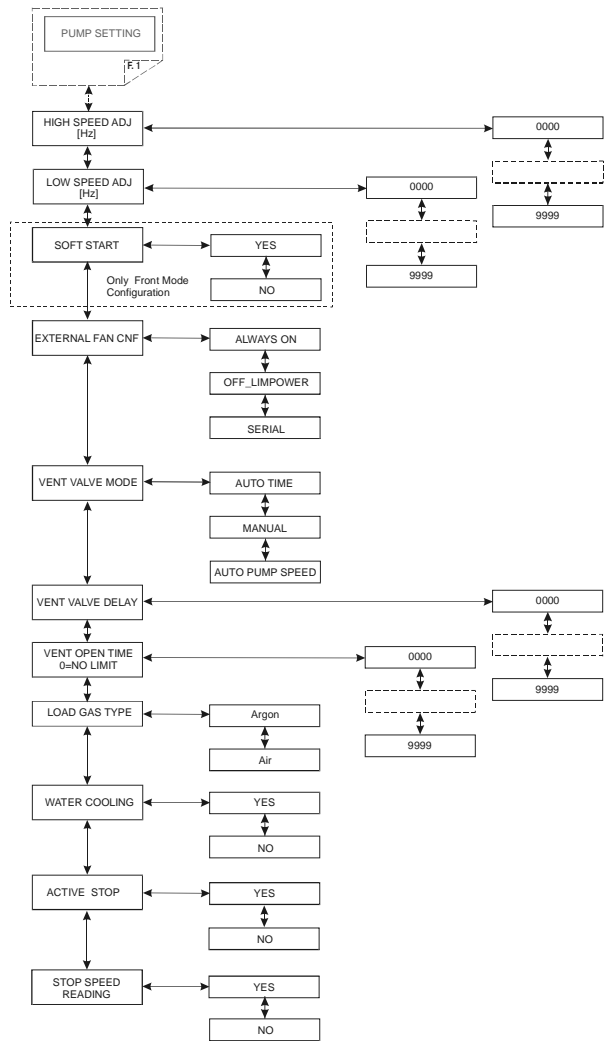 PUMP SETTING
F.1
HIGH SPEED ADJ
[Hz]
0000
9999
LOW SPEED ADJ
[Hz]
0000
9999
SOFT START
YES
NO
Only Front Mode
Configuration
EXTERNAL FAN CNF
ALWAYS ON
OFF_LIMPOWER
SERIAL
VENT VALVE MODE
AUTO TIME
MANUAL
AUTO PUMP SPEED
VENT VALVE DELAY
0000
9999
VENT OPEN TIME
0=NO LIMIT
0000
9999
LOAD GAS TYPE
Argon
Air
WATER COOLING
YES
NO
ACTIVE STOP
YES
NO
STOP SPEED
READING
YES
NO